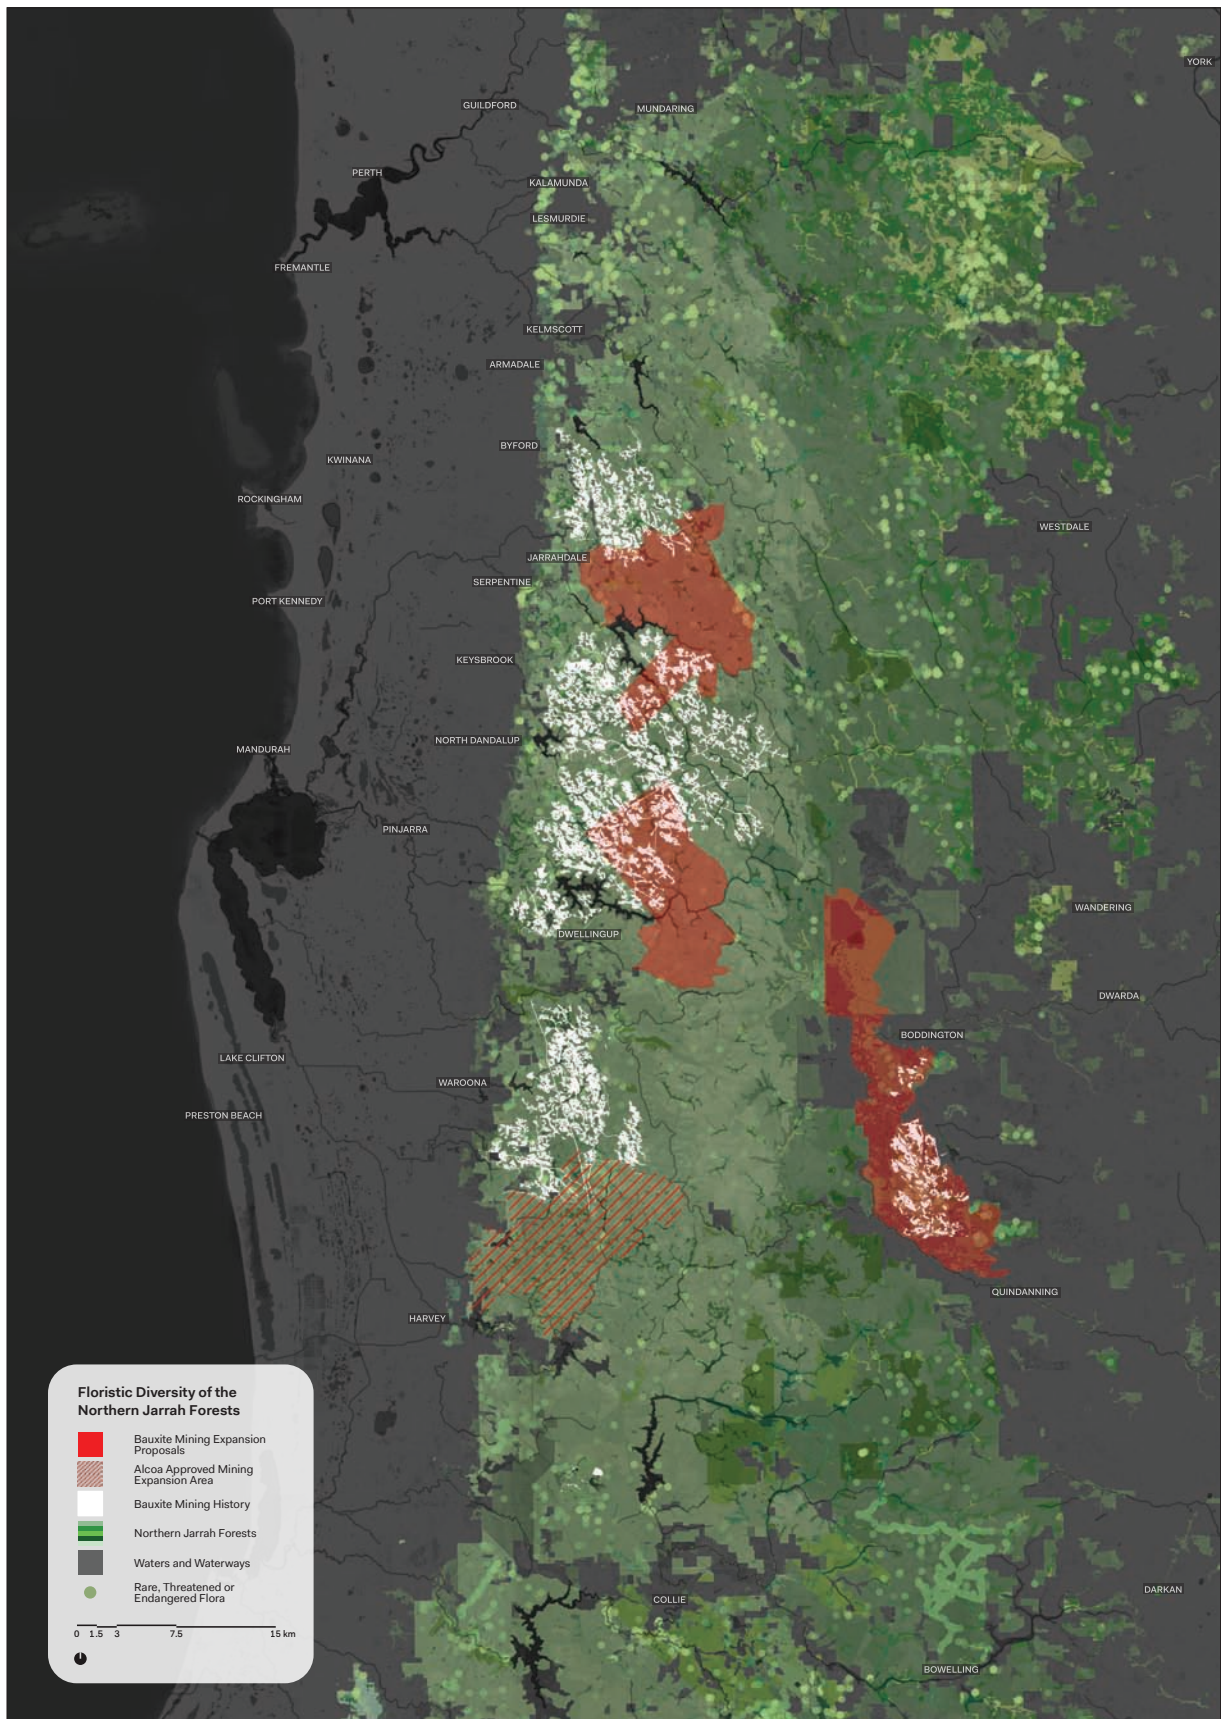 YORK
GUILDFORD
MUNDARING
PERTH
KALAMUNDA
LESMURDIE
FREMANTLE
KELMSCOTT
ARMADALE
BYFORD
KWINANA
ROCKINGHAM
WESTDALE
JARRAHDALE
SERPENTINE
PORT KENNEDY
KEYSBROOK
NORTH DANDALUP
MANDURAH
PINJARRA
WANDERING
DWELLINGUP
DWARDA
BODDINGTON
LAKE CLIFTON
WAROONA
PRESTON BEACH
QUINDANNING
HARVEY
Floristic Diversity of the
Northern Jarrah Forests
Bauxite Mining Expansion
Proposals
Alcoa Approved Mining
Expansion Area
Bauxite Mining History
Northern Jarrah Forests
Waters and Waterways
Rare, Threatened or
Endangered Flora
0 1.5 3 7.5 15 km
DARKAN
COLLIE
BOWELLING